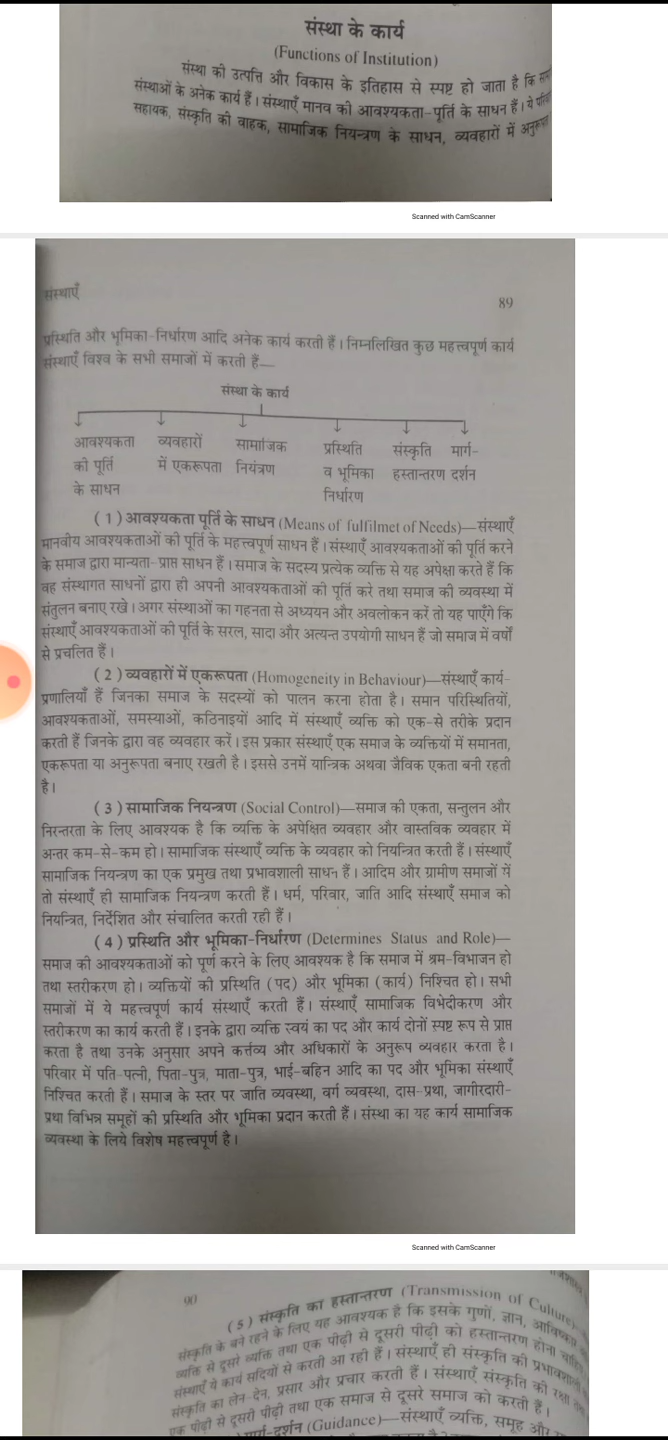 संस्था के कार्य
(Functions of Institution)
संस्था की उत्पत्ति और विकास के इतिहास से स्पष्ट हो जाता है कि
संस्थाओं के अनेक कार्य हैं। संस्थाएँ मानव की आवश्यकता-पूर्ति के साधन हैं। ये
सहायक, संस्कृति की वाहक, सामाजिक नियन्त्रण के साधन, व्यवहारों में
Scanned with CamScanner
संस्थाएँ
89
प्रस्थिति और भूमिका-निर्धारण आदि अनेक कार्य करती हैं। निम्नलिखित कुछ महत्त्वपूर्ण कार्य
संस्थाएँ विश्व के सभी समाजों में करती हैं—
संस्था के कार्य
आवश्यकता व्यवहारों सामाजिक प्रस्थिति संस्कृति मार्ग-
की पूर्ति में एकरूपता नियंत्रण व भूमिका हस्तान्तरण दर्शन
के साधन निर्धारण
(1) आवश्यकता पूर्ति के साधन (Means of fulfilmet of Needs)—संस्थाएँ
मानवीय आवश्यकताओं की पूर्ति के महत्त्वपूर्ण साधन हैं। संस्थाएँ आवश्यकताओं की पूर्ति करने
के समाज द्वारा मान्यता-प्राप्त साधन हैं। समाज के सदस्य प्रत्येक व्यक्ति से यह अपेक्षा करते हैं कि
वह संस्थागत साधनों द्वारा ही अपनी आवश्यकताओं की पूर्ति करे तथा समाज की व्यवस्था में
संतुलन बनाए रखे। अगर संस्थाओं का गहनता से अध्ययन और अवलोकन करें तो यह पाएँगे कि
संस्थाएँ आवश्यकताओं की पूर्ति के सरल, सादा और अत्यन्त उपयोगी साधन हैं जो समाज में वर्षों
से प्रचलित हैं।
(2) व्यवहारों में एकरूपता (Homogeneity in Behaviour)—संस्थाएँ कार्य-
प्रणालियाँ हैं जिनका समाज के सदस्यों को पालन करना होता है। समान परिस्थितियों,
आवश्यकताओं, समस्याओं, कठिनाइयों आदि में संस्थाएँ व्यक्ति को एक-से तरीके प्रदान
करती हैं जिनके द्वारा वह व्यवहार करें। इस प्रकार संस्थाएँ एक समाज के व्यक्तियों में समानता,
एकरूपता या अनुरूपता बनाए रखती है। इससे उनमें यान्त्रिक अथवा जैविक एकता बनी रहती
है।
(3) सामाजिक नियन्त्रण (Social Control)—समाज की एकता, सन्तुलन और
निरन्तरता के लिए आवश्यक है कि व्यक्ति के अपेक्षित व्यवहार और वास्तविक व्यवहार में
अन्तर कम-से-कम हो। सामाजिक संस्थाएँ व्यक्ति के व्यवहार को नियन्त्रित करती हैं। संस्थाएँ
सामाजिक नियन्त्रण का एक प्रमुख तथा प्रभावशाली साधन हैं। आदिम और ग्रामीण समाजों में
तो संस्थाएँ ही सामाजिक नियन्त्रण करती हैं। धर्म, परिवार, जाति आदि संस्थाएँ समाज को
नियन्त्रित, निर्देशित और संचालित करती रही हैं।
(4) प्रस्थिति और भूमिका-निर्धारण (Determines Status and Role)—
समाज की आवश्यकताओं को पूर्ण करने के लिए आवश्यक है कि समाज में श्रम-विभाजन हो
तथा स्तरीकरण हो। व्यक्तियों की प्रस्थिति (पद) और भूमिका (कार्य) निश्चित हो। सभी
समाजों में ये महत्त्वपूर्ण कार्य संस्थाएँ करती हैं। संस्थाएँ सामाजिक विभेदीकरण और
स्तरीकरण का कार्य करती हैं। इनके द्वारा व्यक्ति स्वयं का पद और कार्य दोनों स्पष्ट रूप से प्राप्त
करता है तथा उनके अनुसार अपने कर्त्तव्य और अधिकारों के अनुरूप व्यवहार करता है।
परिवार में पति-पत्नी, पिता-पुत्र, माता-पुत्र, भाई-बहिन आदि का पद और भूमिका संस्थाएँ
निश्चित करती हैं। समाज के स्तर पर जाति व्यवस्था, वर्ग व्यवस्था, दास-प्रथा, जागीरदारी-
प्रथा विभिन्न समूहों की प्रस्थिति और भूमिका प्रदान करती हैं। संस्था का यह कार्य सामाजिक
व्यवस्था के लिये विशेष महत्त्वपूर्ण है।
Scanned with CamScanner
90
(5) संस्कृति का हस्तान्तरण (Transmission of Culture)—
संस्कृति के बने रहने के लिए यह आवश्यक है कि इसके गुणों, ज्ञान,
व्यक्ति से दूसरे व्यक्ति तथा एक पीढ़ी से दूसरी पीढ़ी को हस्तान्तरण होना
संस्थाएँ ये कार्य सदियों से करती आ रही हैं। संस्थाएँ ही संस्कृति की
संस्कृति का लेन-देन, प्रसार और प्रचार करती हैं। संस्थाएँ संस्कृति की रक्षा
एक पीढ़ी से दूसरी पीढ़ी तथा एक समाज से दूसरे समाज को करती हैं।
मार्ग-दर्शन (Guidance)—संस्थाएँ व्यक्ति, समूह और